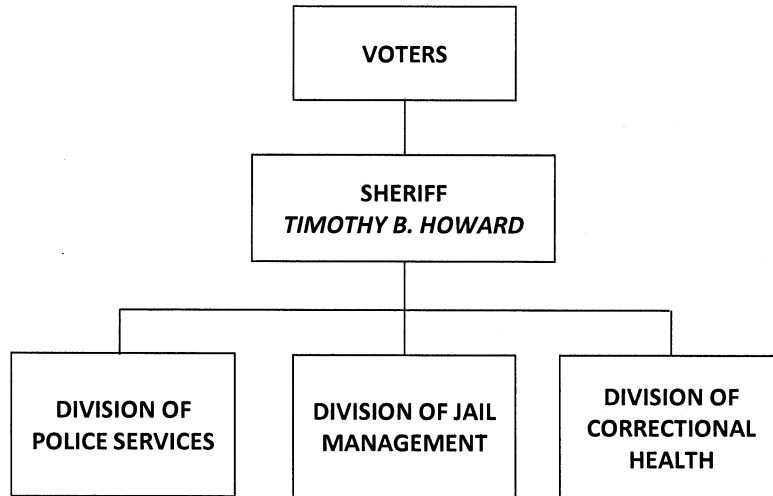 VOTERS
SHERIFF
TIMOTHY B. HOWARD
DIVISION OF
POLICE SERVICES
DIVISION OF JAIL
MANAGEMENT
DIVISION OF
CORRECTIONAL
HEALTH